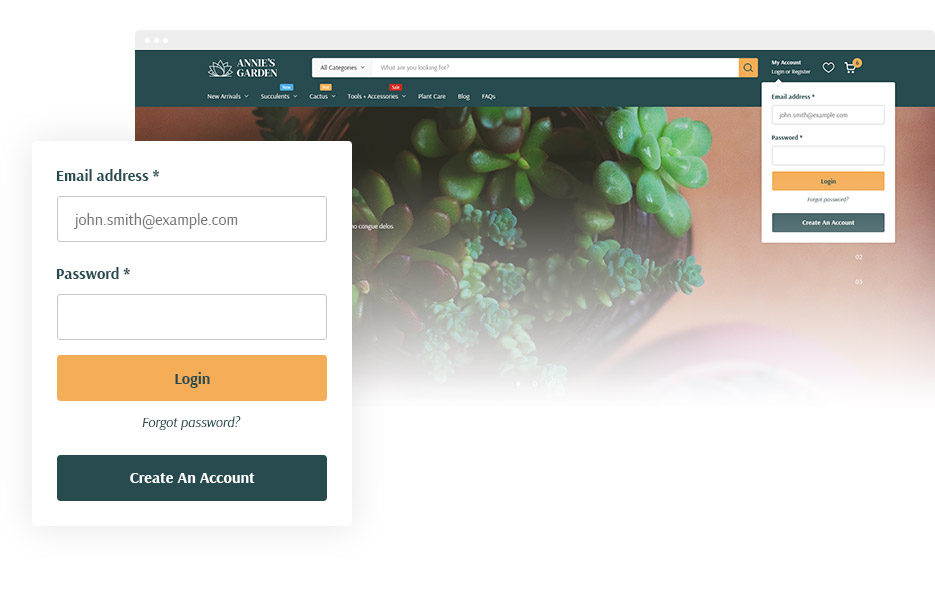 ANNIE'S
GARDEN
All Categories
What are you looking for?
My Account
Login or Register
6
New Arrivals
Succulents
New
Cactus
Tools + Accessories
Sale
Plant Care
Blog
FAQs
Email address *
john.smith@example.com
Password *
Login
Forgot password?
Create An Account
no congue delos
02
03
Email address *
john.smith@example.com
Password *
Login
Forgot password?
Create An Account